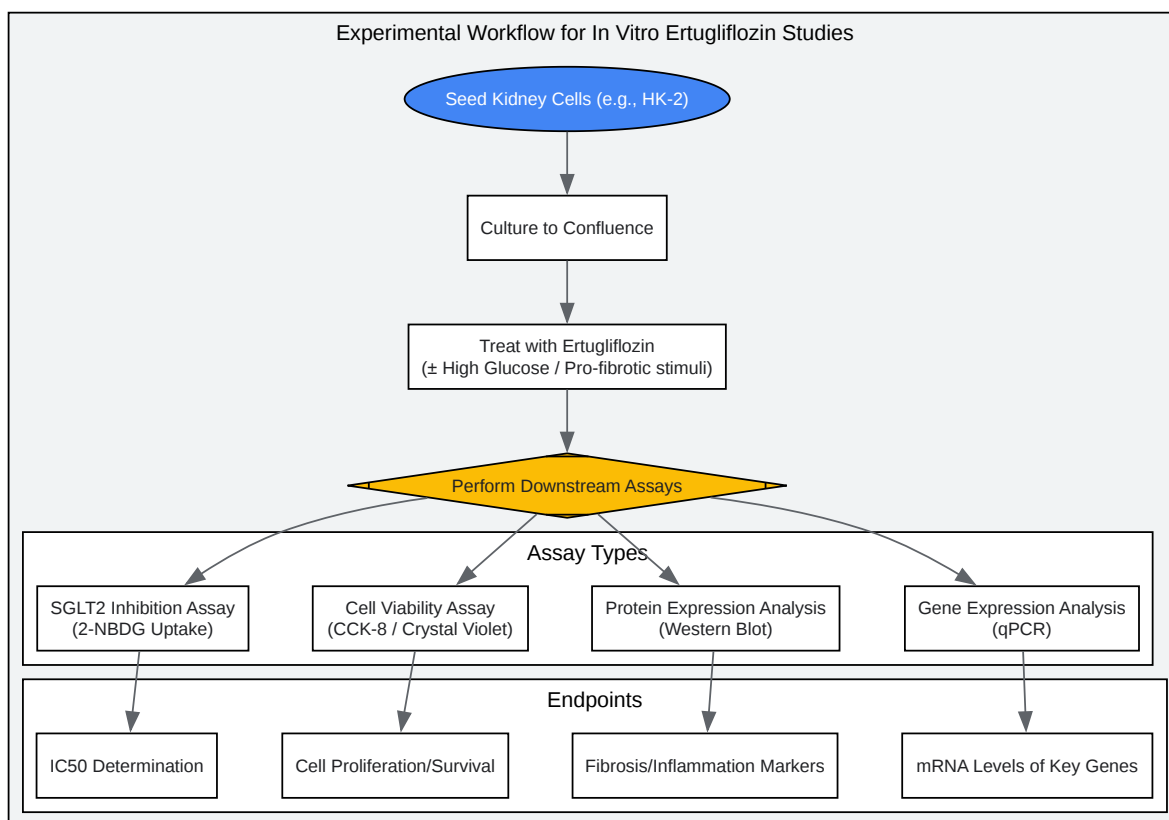 Experimental Workflow for In Vitro Ertugliflozin Studies
Seed Kidney Cells (e.g., HK-2)
Culture to Confluence
Treat with Ertugliflozin
(± High Glucose / Pro-fibrotic stimuli)
Perform Downstream Assays
Assay Types
SGLT2 Inhibition Assay
(2-NBDG Uptake)
Cell Viability Assay
(CCK-8 / Crystal Violet)
Protein Expression Analysis
(Western Blot)
Gene Expression Analysis
(qPCR)
Endpoints
IC50 Determination
Cell Proliferation/Survival
Fibrosis/Inflammation Markers
mRNA Levels of Key Genes